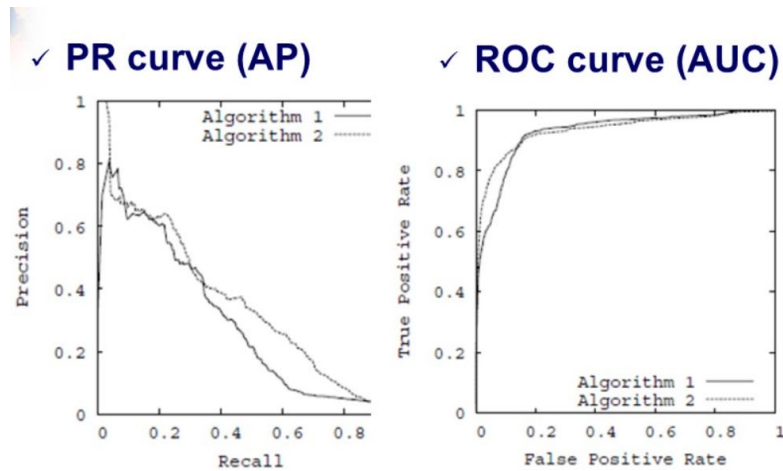 ✓ PR curve (AP)
1
0.8
0.6
0.4
0.2
0
Precision
Algorithm 1
Algorithm 2
0 0.2 0.4 0.6 0.8
Recall
✓ ROC curve (AUC)
1
0.8
0.6
0.4
0.2
0
True Positive Rate
Algorithm 1
Algorithm 2
0 0.2 0.4 0.6 0.8 1
False Positive Rate